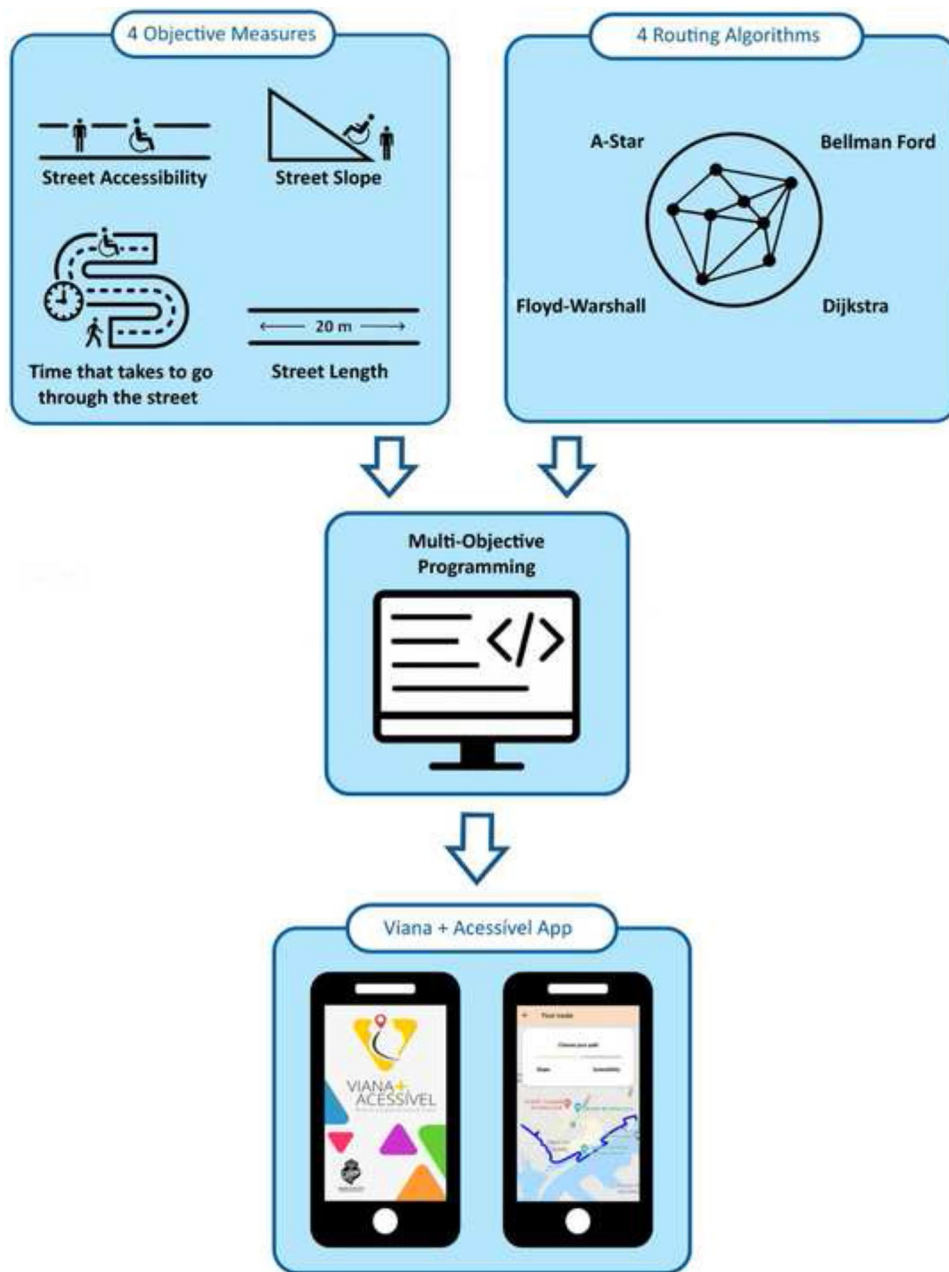 4 Objective Measures
Street Accessibility
Street Slope
Time that takes to go
through the street
20 m
Street Length
4 Routing Algorithms
A-Star
Bellman Ford
Floyd-Warshall
Dijkstra
Multi-Objective
Programming
</>
Viana + Acessível App
VIANA+
ACESSÍVEL
Choose your path
Slope
Accessibility